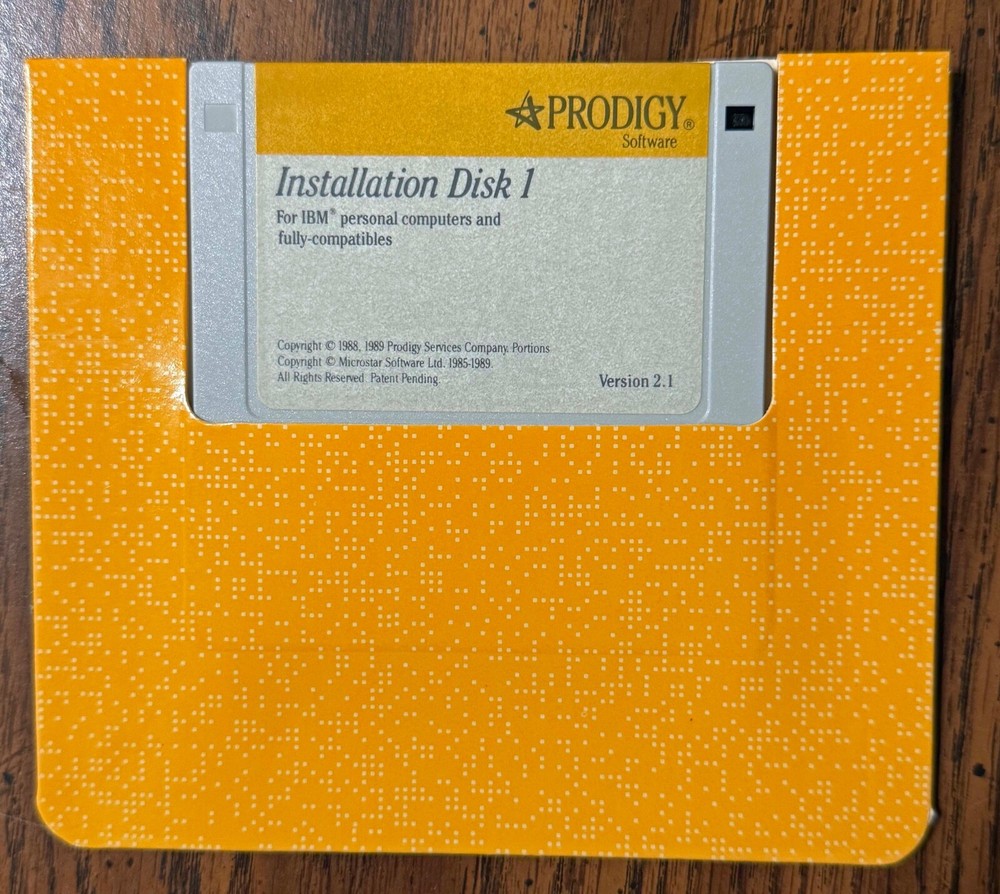 PRODIGY®
Software
Installation Disk 1
For IBM® personal computers and
fully-compatibles
Copyright © 1988, 1989 Prodigy Services Company. Portions
Copyright © Microstar Software Ltd. 1985-1989.
All Rights Reserved Patent Pending
Version 2.1